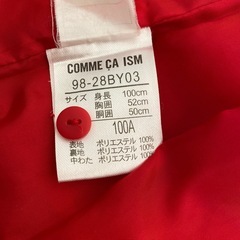 COMME ÇA ISM
98-28BY03
サイズ 身長 100cm
胸囲 52cm
胴囲 50cm
100A
表地 ポリエステル 100%
裏地 ポリエステル 100%
中わた ポリエステル 100%